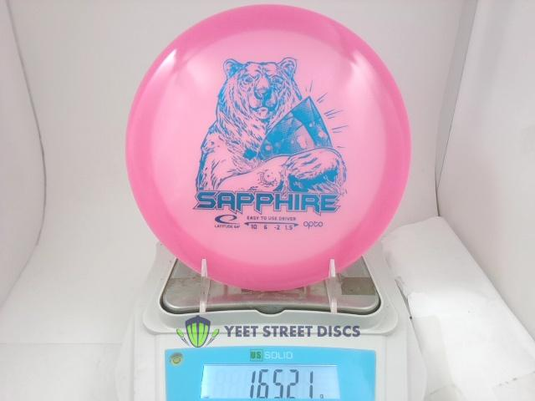 SAPPHIRE
EASY TO USE DRIVER
LATITUDE 64°
10 6 -2 1.5
opto
YEET STREET DISCS
U.S. SOLID
165.21 g